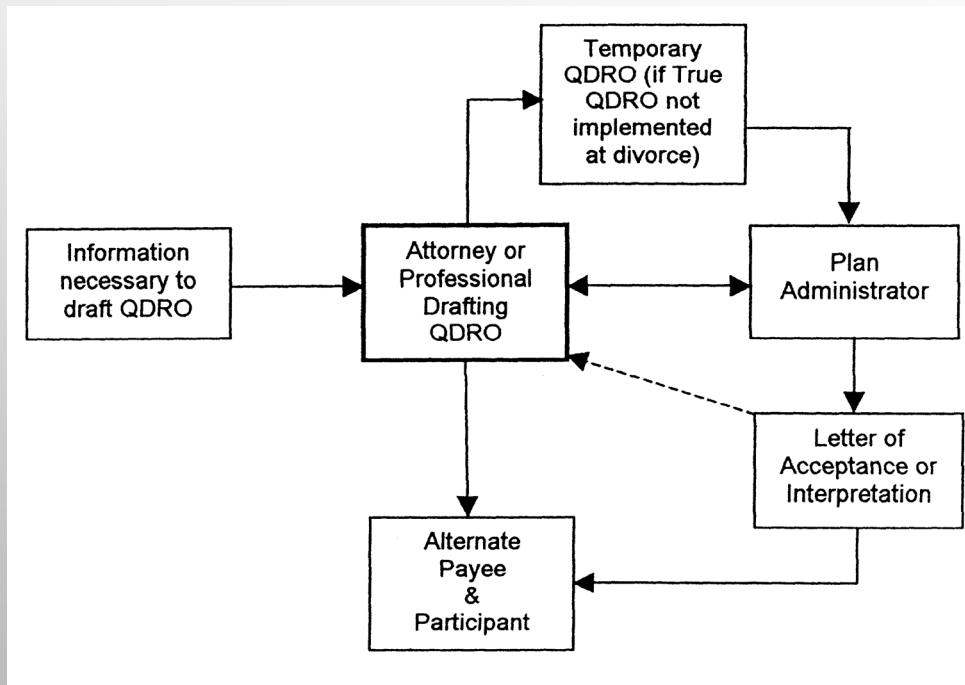 Temporary
QDRO (if True
QDRO not
implemented
at divorce)
Information
necessary to
draft QDRO
Attorney or
Professional
Drafting
QDRO
Plan
Administrator
Letter of
Acceptance or
Interpretation
Alternate
Payee
&
Participant